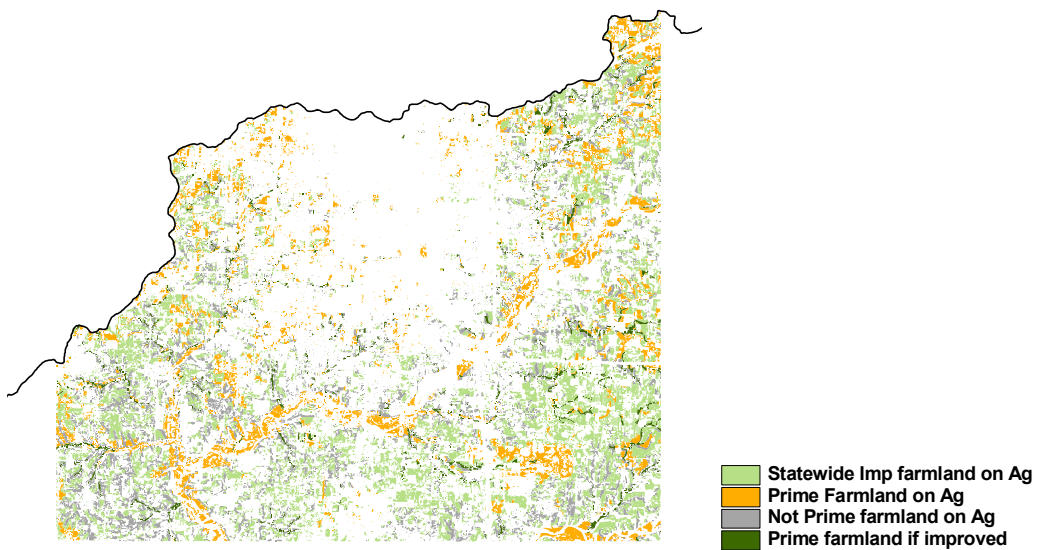 Statewide Imp farmland on Ag
Prime Farmland on Ag
Not Prime farmland on Ag
Prime farmland if improved